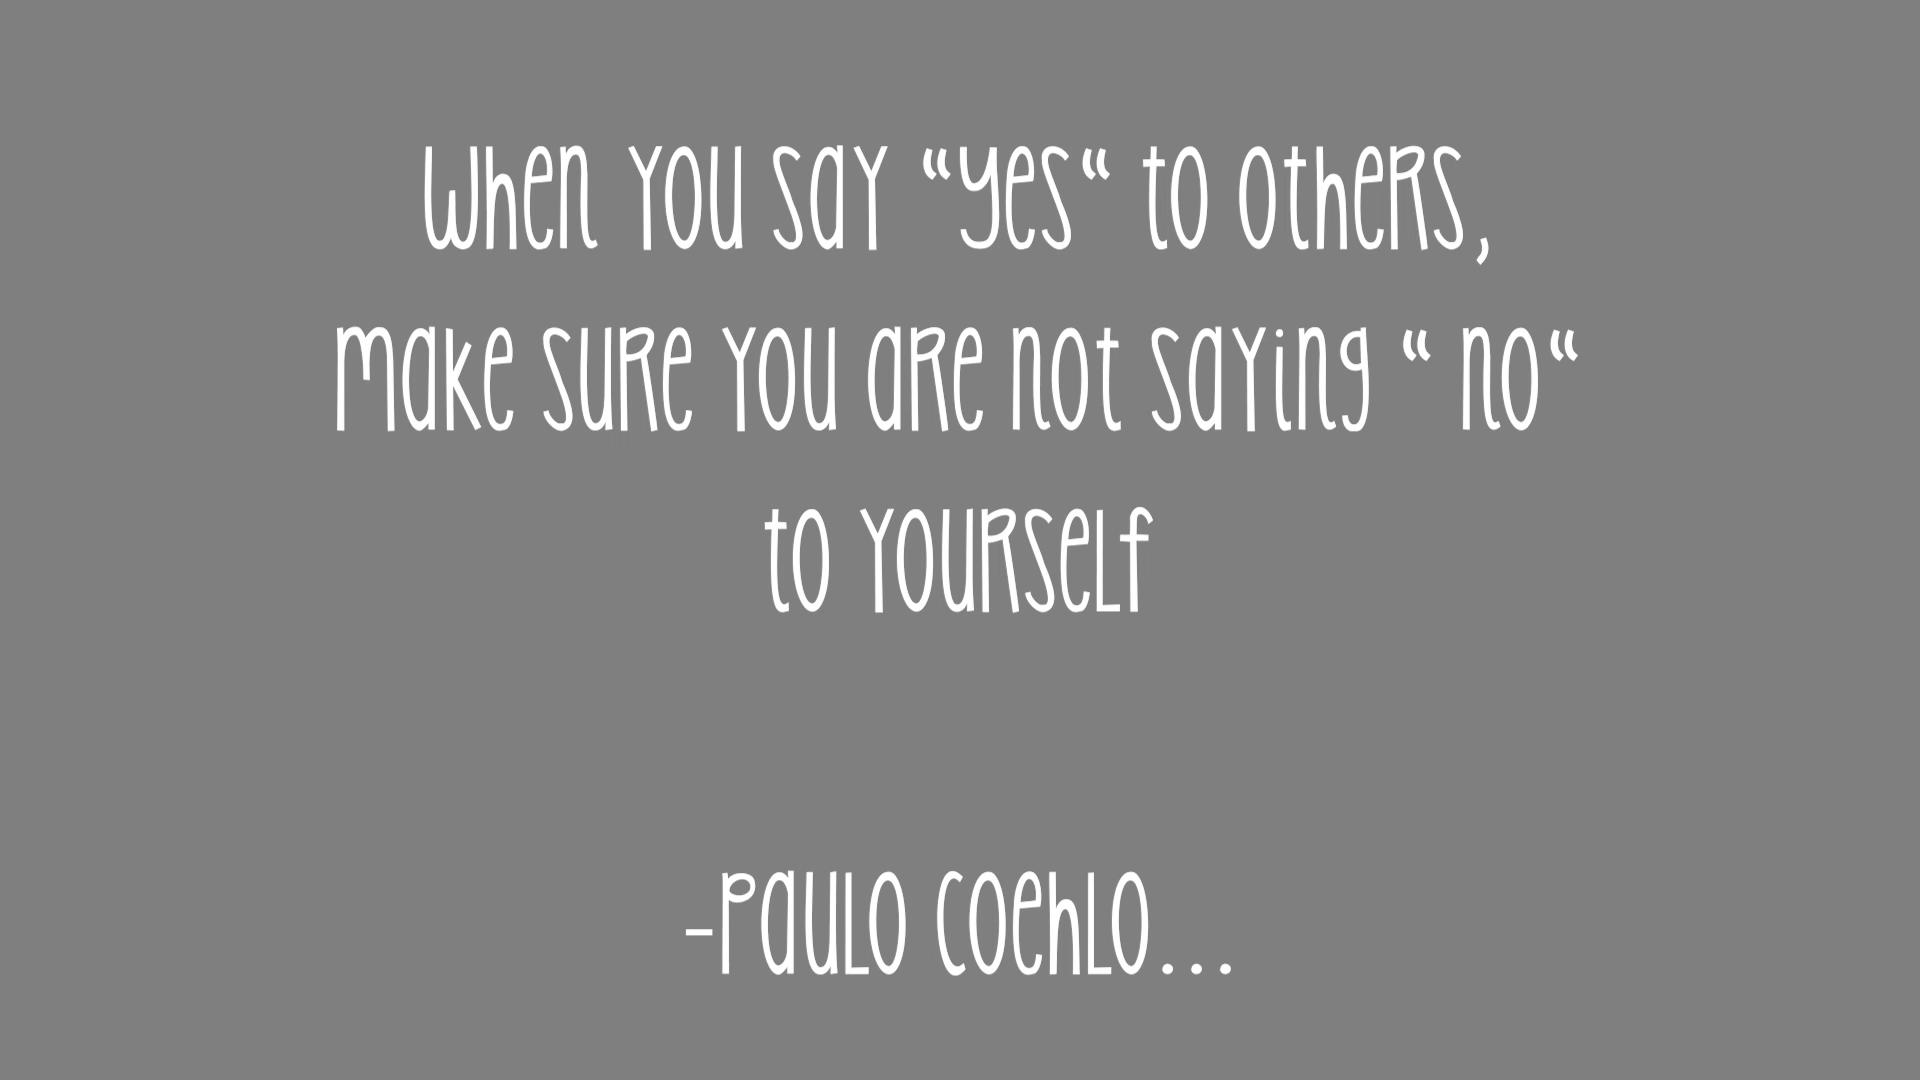 When you say “yes“ to others,
make sure you are not saying “ no“
to yourself
-Paulo Coehlo...